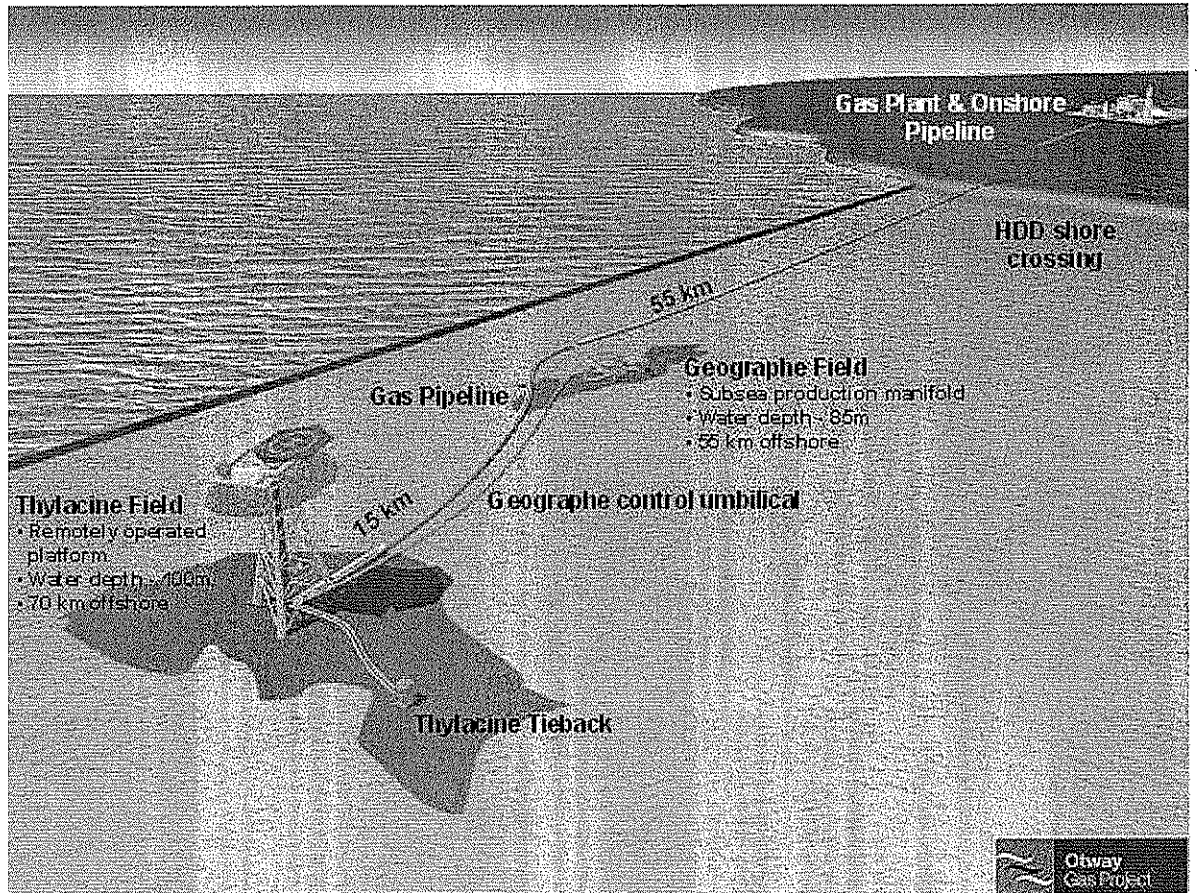 Gas Plant & Onshore
Pipeline
HDD shore
crossing
55 km
Geographe Field
• Subsea production manifold
• Water depth ~85m
• 55 km offshore
Gas Pipeline
Geographe control umbilical
15 km
Thylacine Field
• Remotely operated
platform
• Water depth ~100m
• 70 km offshore
Thylacine Tieback
Otway
Gas Project